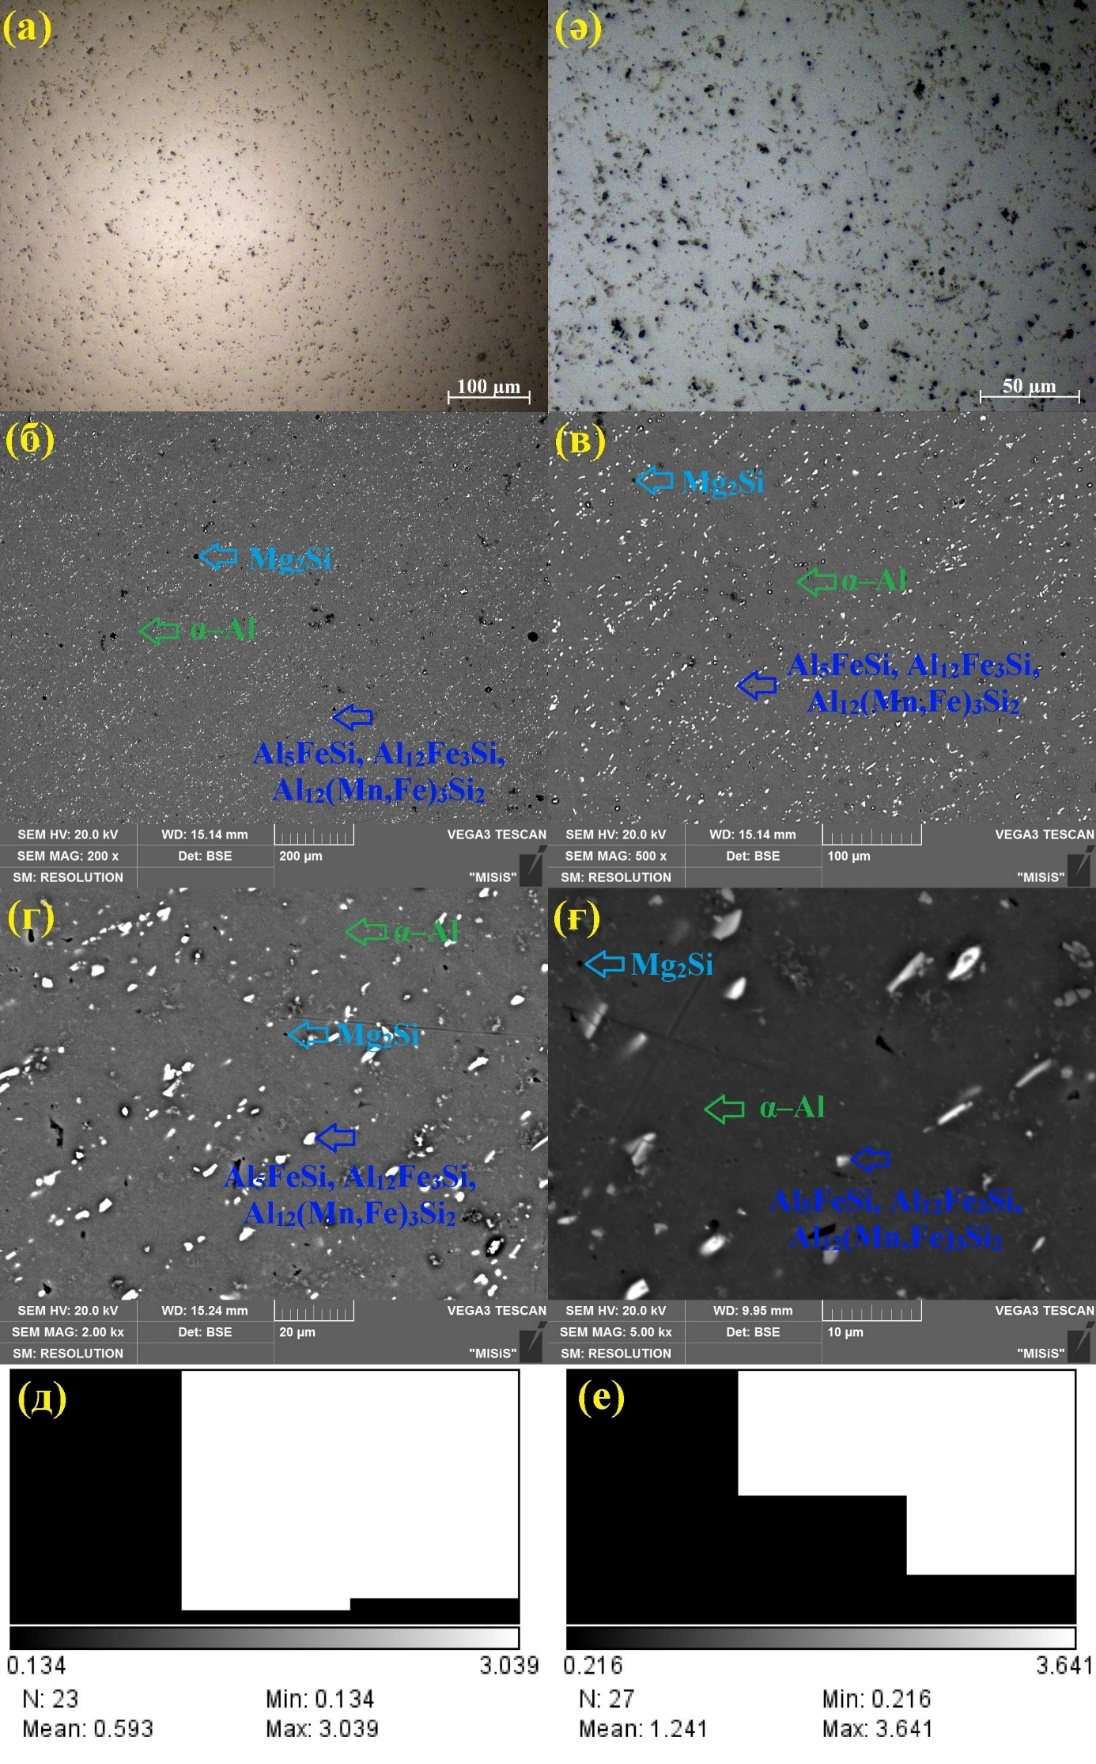 (а)
(ә)
100 µm
50 µm
(б)
(в)
Mg₂Si
Mg₂Si
α–Al
α–Al
Al₅FeSi, Al₁₂Fe₃Si,
Al₁₂(Mn,Fe)₃Si₂
Al₅FeSi, Al₁₂Fe₃Si,
Al₁₂(Mn,Fe)₃Si₂
SEM HV: 20.0 kV WD: 15.14 mm VEGA3 TESCAN
SEM MAG: 200 x Det: BSE 200 µm
SM: RESOLUTION "MISiS"
SEM HV: 20.0 kV WD: 15.14 mm VEGA3 TESCAN
SEM MAG: 500 x Det: BSE 100 µm
SM: RESOLUTION "MISiS"
(г)
(ғ)
α–Al
Mg₂Si
Mg₂Si
α–Al
Al₅FeSi, Al₁₂Fe₃Si,
Al₁₂(Mn,Fe)₃Si₂
Al₅FeSi, Al₁₂Fe₃Si,
Al₁₂(Mn,Fe)₃Si₂
SEM HV: 20.0 kV WD: 15.24 mm VEGA3 TESCAN
SEM MAG: 2.00 kx Det: BSE 20 µm
SM: RESOLUTION "MISiS"
SEM HV: 20.0 kV WD: 9.95 mm VEGA3 TESCAN
SEM MAG: 5.00 kx Det: BSE 10 µm
SM: RESOLUTION "MISiS"
(д)
(е)
0.134 3.039
N: 23 Min: 0.134
Mean: 0.593 Max: 3.039
0.216 3.641
N: 27 Min: 0.216
Mean: 1.241 Max: 3.641